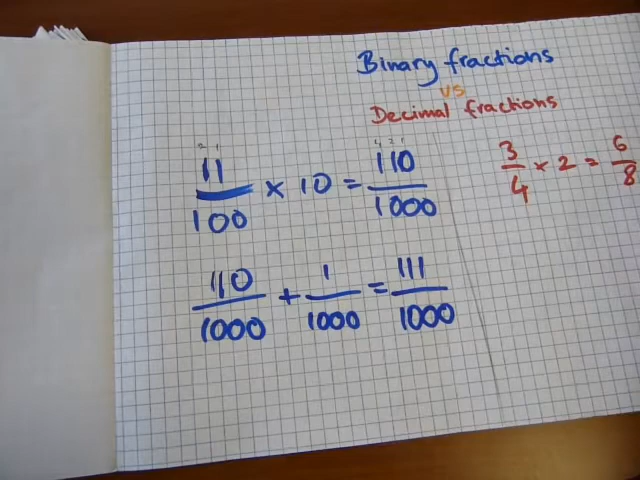 Binary fractions
vs
Decimal fractions
11/100 × 10 = 110/1000
3/4 × 2 = 6/8
110/1000 + 1/1000 = 111/1000